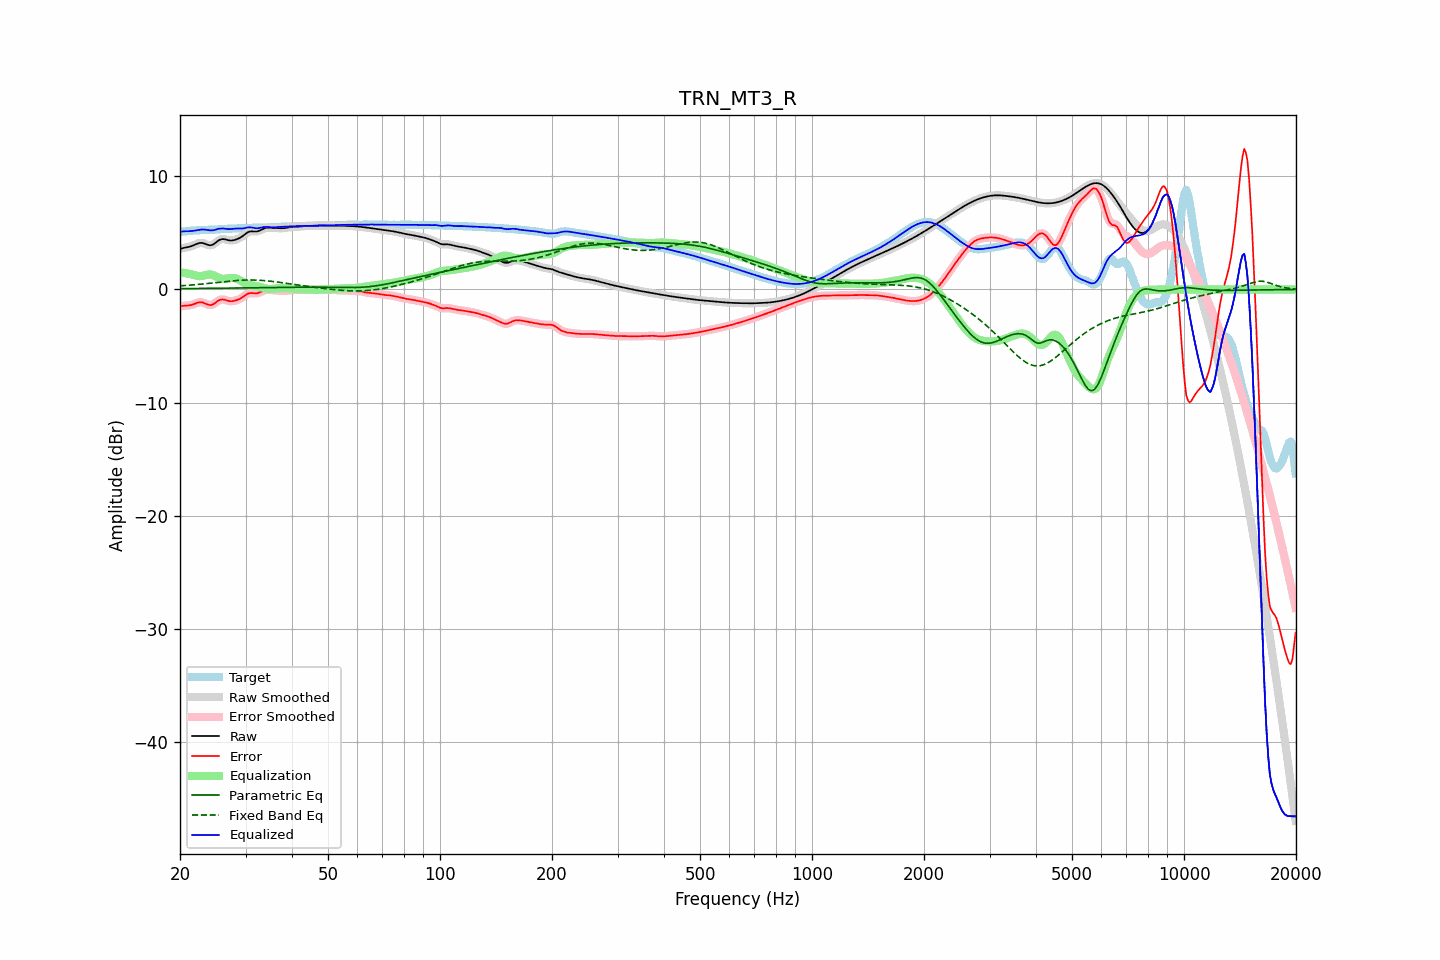 TRN_MT3_R
Amplitude (dBr)
10
0
−10
−20
−30
−40
Target
Raw Smoothed
Error Smoothed
Raw
Error
Equalization
Parametric Eq
Fixed Band Eq
Equalized
20 50 100 200 500 1000 2000 5000 10000 20000
Frequency (Hz)